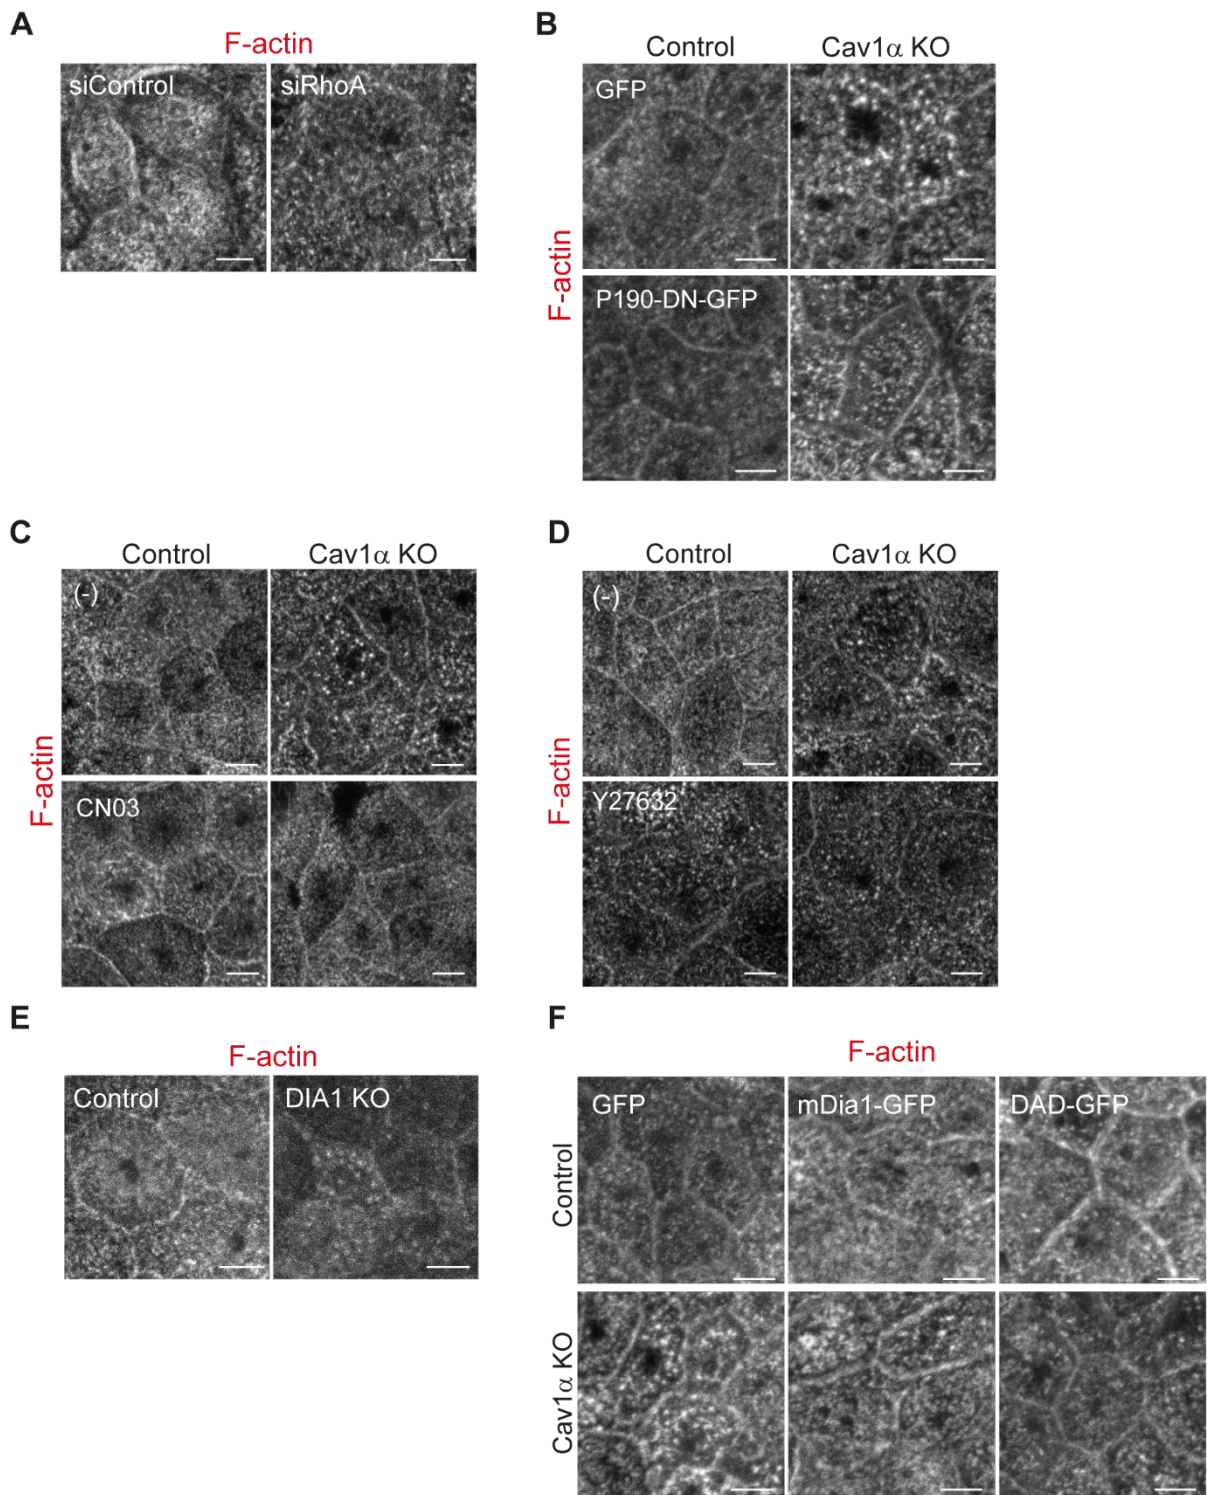 A
F-actin
siControl
siRhoA
B
Control
Cav1α KO
GFP
P190-DN-GFP
F-actin
C
Control
Cav1α KO
(-)
CN03
F-actin
D
Control
Cav1α KO
(-)
Y27632
F-actin
E
F-actin
Control
DIA1 KO
F
F-actin
GFP
mDia1-GFP
DAD-GFP
Control
Cav1α KO